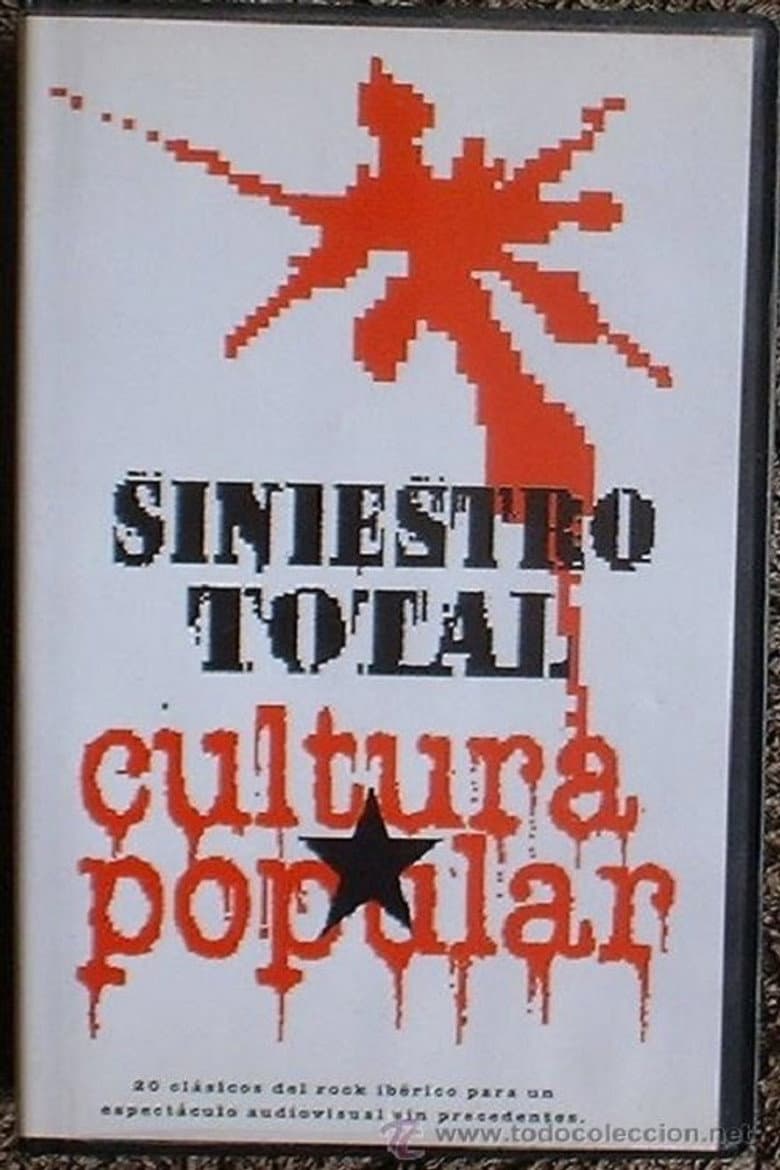 SINIESTRO
TOTAL
cultura
popular
20 clásicos del rock ibérico para un
espectáculo audiovisual sin precedentes.
www.todocoleccion.net